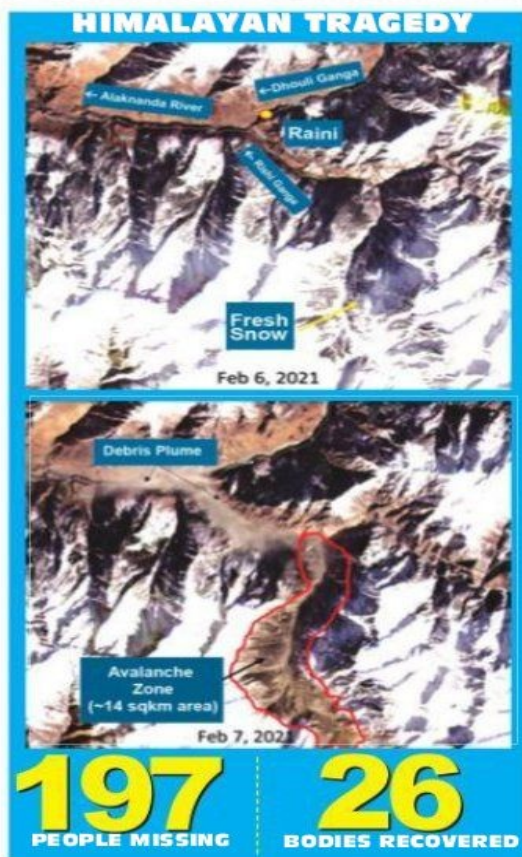 HIMALAYAN TRAGEDY
←Dhouli Ganga
←Alaknanda River
Raini
←Rishi Ganga
Fresh
Snow
Feb 6, 2021
Debris Plume
Avalanche
Zone
(~14 sqkm area)
Feb 7, 2021
197
PEOPLE MISSING
26
BODIES RECOVERED